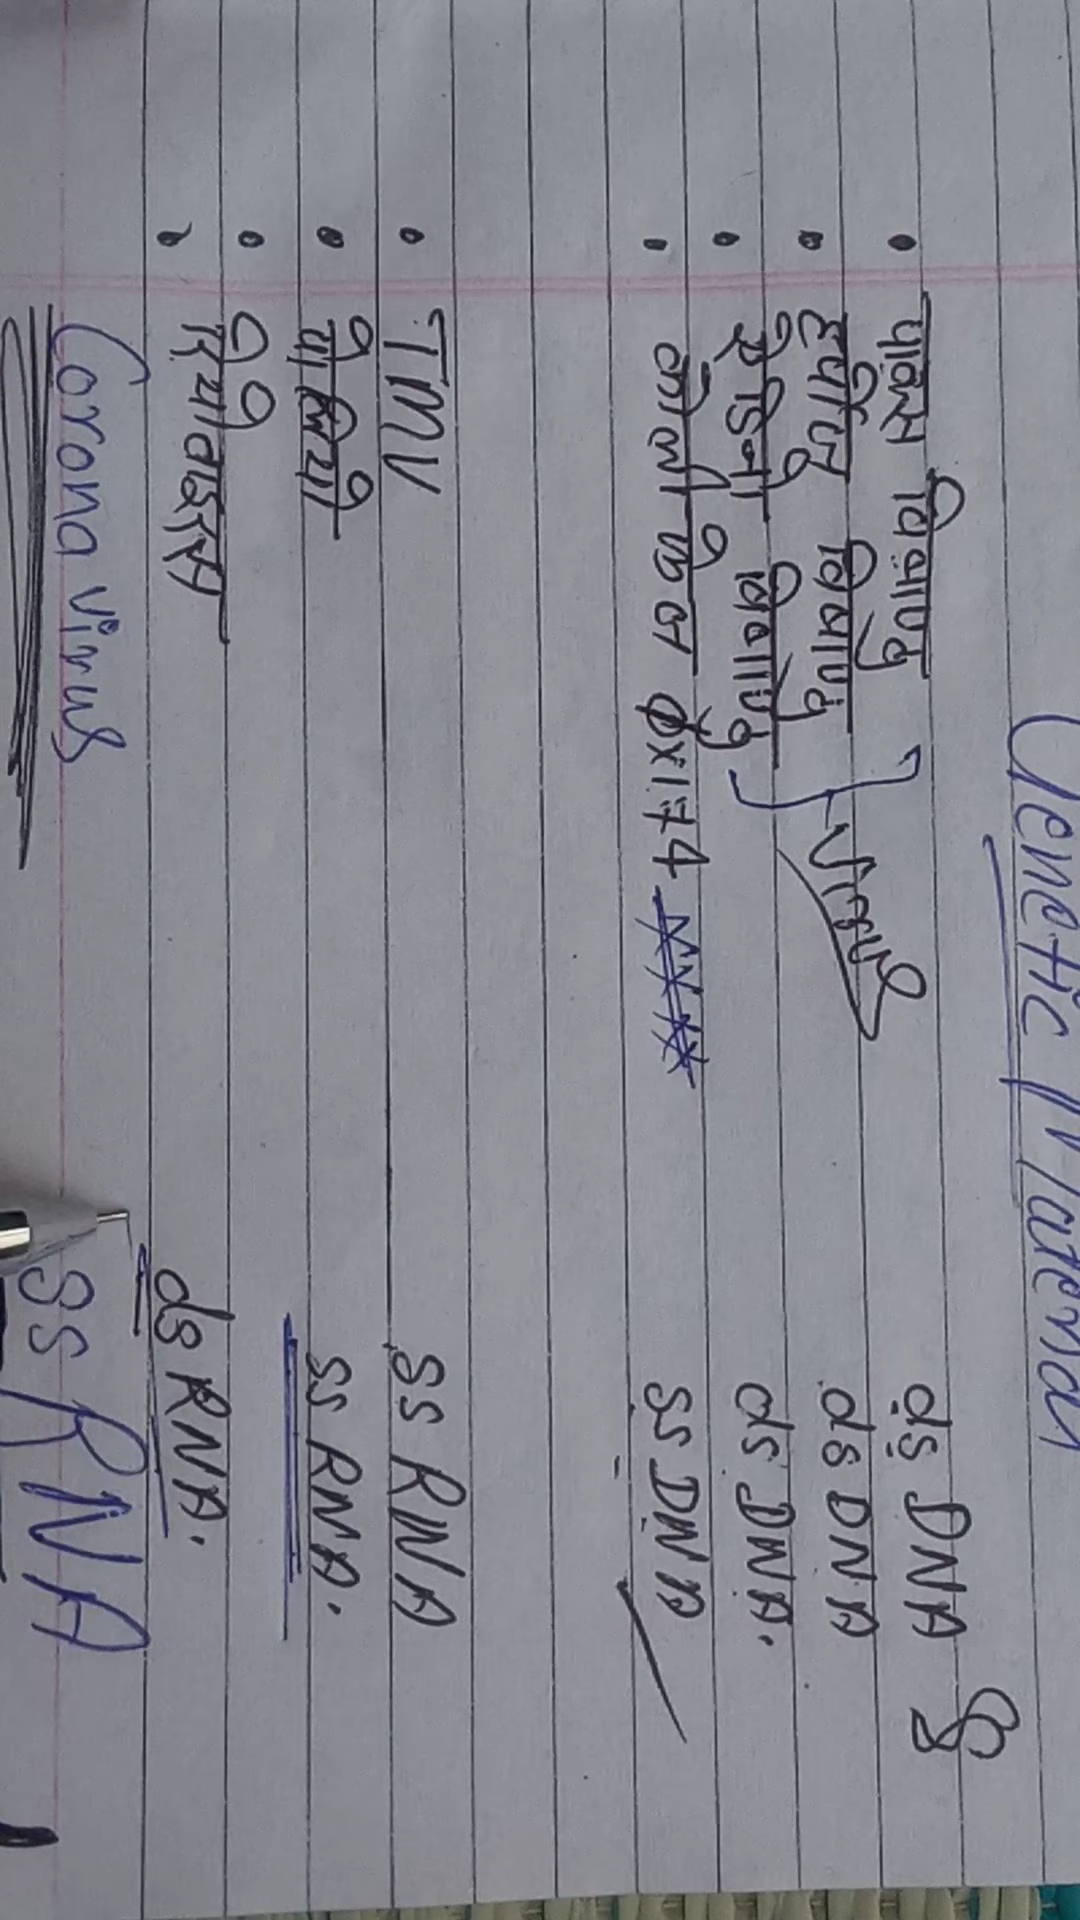 Genetic Material
पॉक्स विषाणु ds DNA
हर्पीज विषाणु } Virus ds DNA
एडिनो विषाणु ds DNA.
कोलीफेज ϕx174 ss DNA
TMV ss RNA
पोलियो ss RNA.
रियोवाइरस ds RNA.
Corona virus ss RNA